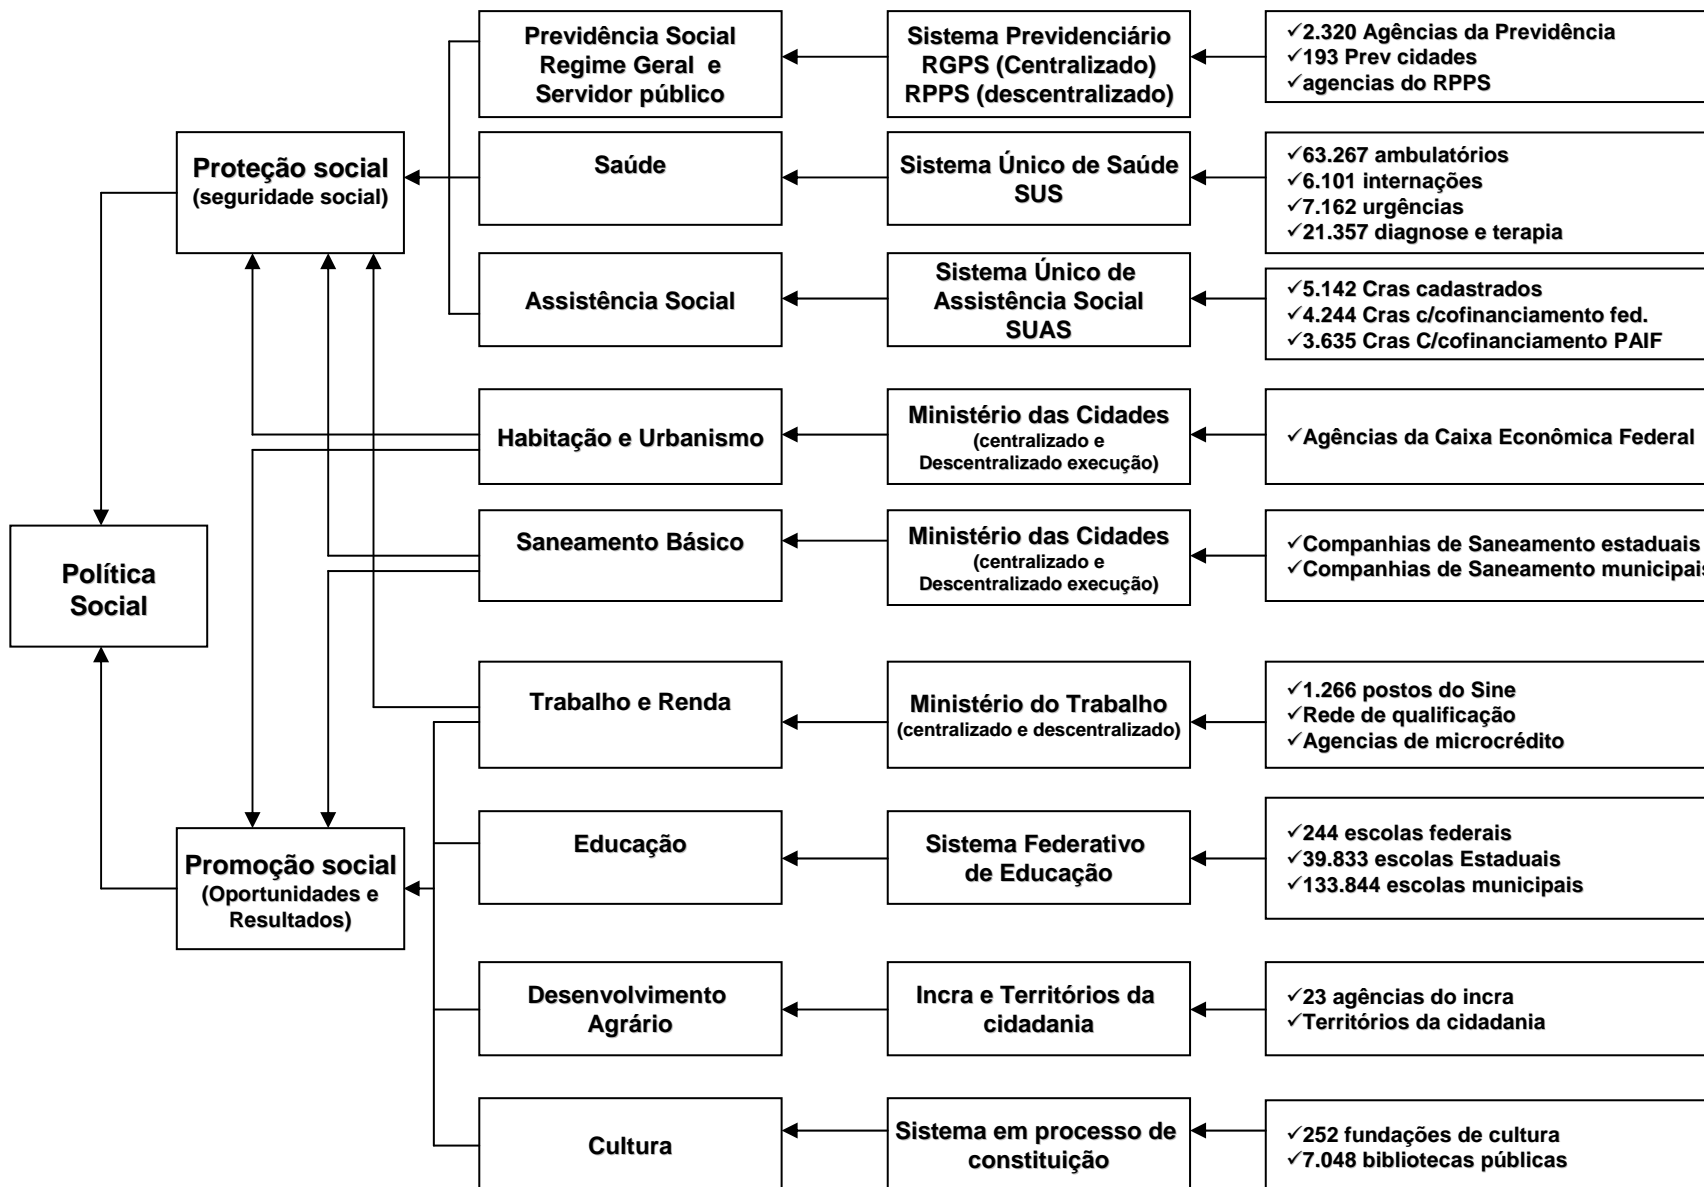 Previdência Social
Regime Geral e
Servidor público
Sistema Previdenciário
RGPS (Centralizado)
RPPS (descentralizado)
✓2.320 Agências da Previdência
✓193 Prev cidades
✓agencias do RPPS
Proteção social
(seguridade social)
Saúde
Sistema Único de Saúde
SUS
✓63.267 ambulatórios
✓6.101 internações
✓7.162 urgências
✓21.357 diagnose e terapia
Assistência Social
Sistema Único de
Assistência Social
SUAS
✓5.142 Cras cadastrados
✓4.244 Cras c/cofinanciamento fed.
✓3.635 Cras C/cofinanciamento PAIF
Habitação e Urbanismo
Ministério das Cidades
(centralizado e
Descentralizado execução)
✓Agências da Caixa Econômica Federal
Política
Social
Saneamento Básico
Ministério das Cidades
(centralizado e
Descentralizado execução)
✓Companhias de Saneamento estaduais
✓Companhias de Saneamento municipais
Trabalho e Renda
Ministério do Trabalho
(centralizado e descentralizado)
✓1.266 postos do Sine
✓Rede de qualificação
✓Agencias de microcrédito
Promoção social
(Oportunidades e
Resultados)
Educação
Sistema Federativo
de Educação
✓244 escolas federais
✓39.833 escolas Estaduais
✓133.844 escolas municipais
Desenvolvimento
Agrário
Incra e Territórios da
cidadania
✓23 agências do incra
✓Territórios da cidadania
Cultura
Sistema em processo de
constituição
✓252 fundações de cultura
✓7.048 bibliotecas públicas